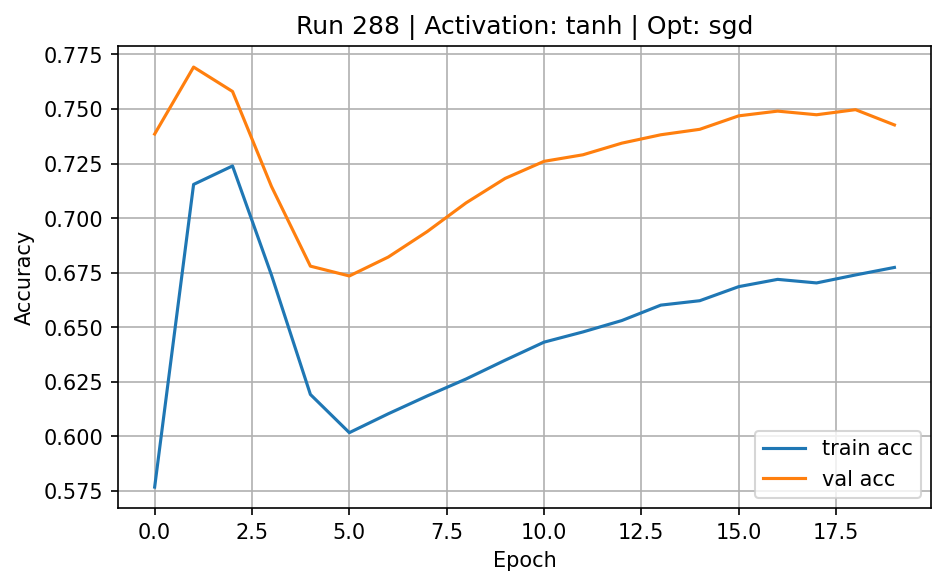 Run 288 | Activation: tanh | Opt: sgd
0.775
0.750
0.725
0.700
0.675
0.650
0.625
0.600
0.575
Accuracy
train acc
val acc
0.0 2.5 5.0 7.5 10.0 12.5 15.0 17.5
Epoch